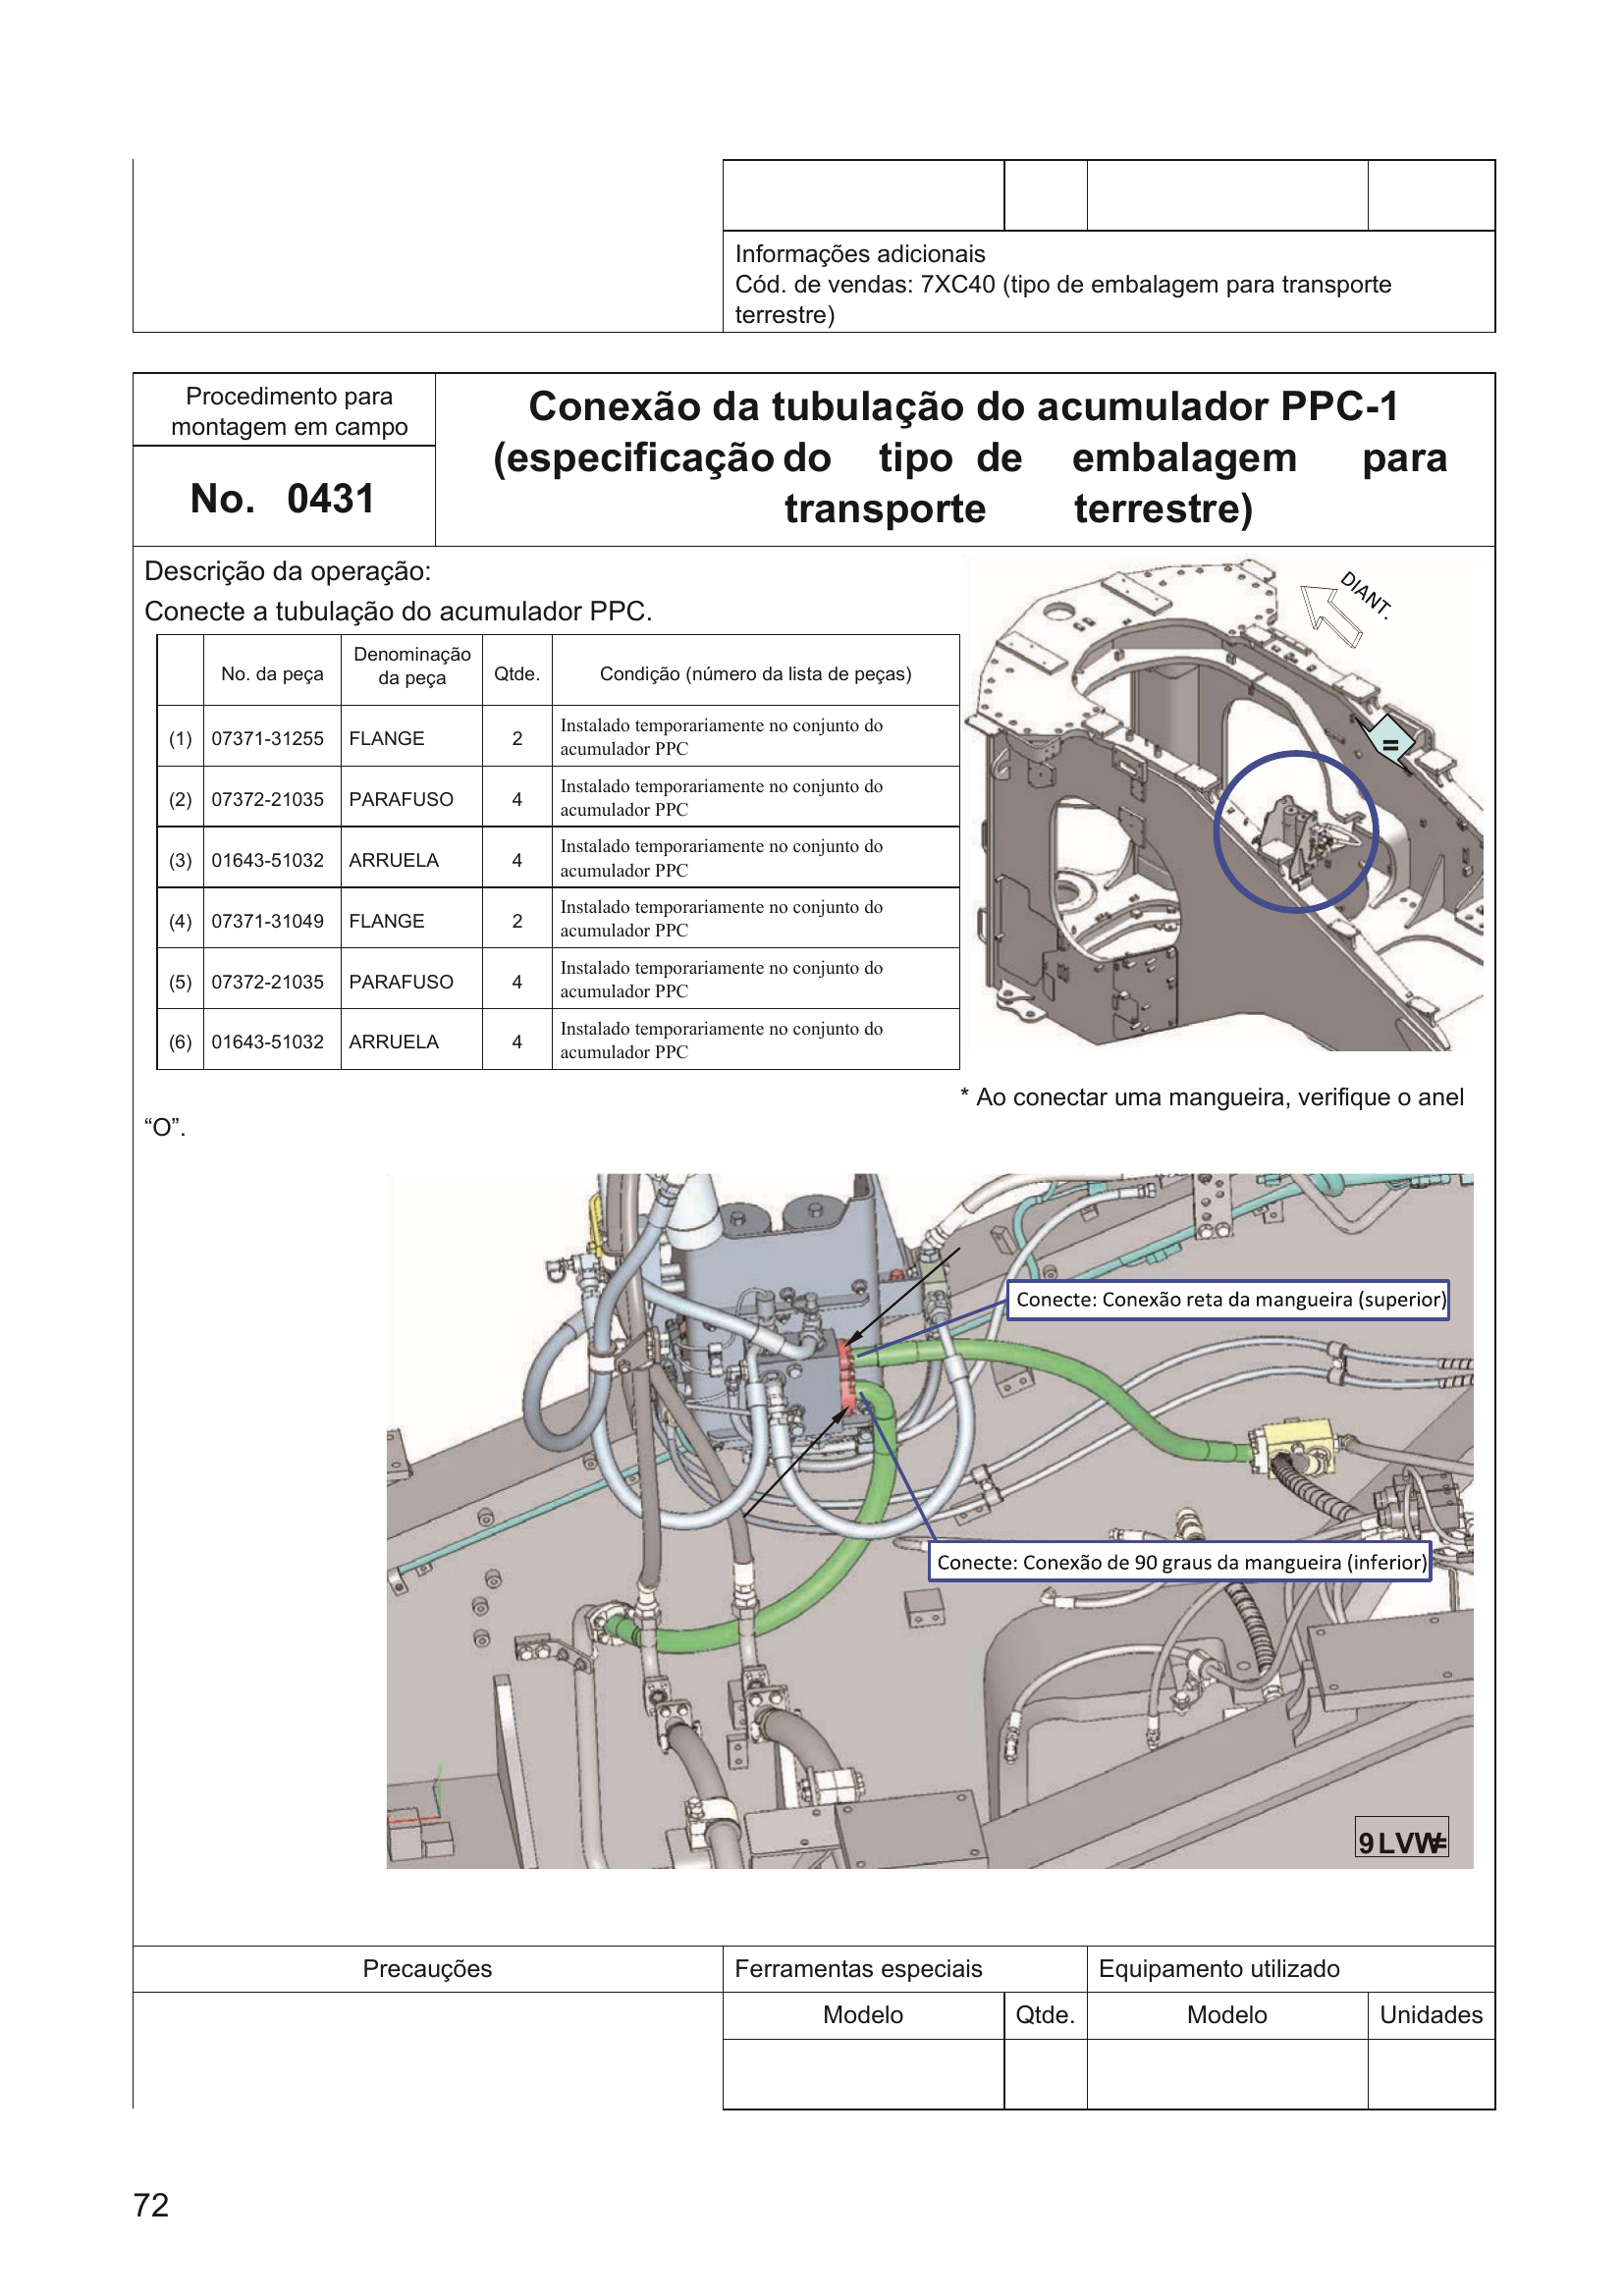 Informações adicionais
Cód. de vendas: 7XC40 (tipo de embalagem para transporte
terrestre)
Procedimento para
montagem em campo
No. 0431
Conexão da tubulação do acumulador PPC-1
(especificação do tipo de embalagem para
transporte terrestre)
Descrição da operação:
Conecte a tubulação do acumulador PPC.
No. da peça Denominação da peça Qtde. Condição (número da lista de peças)
(1) 07371-31255 FLANGE 2 Instalado temporariamente no conjunto do
acumulador PPC
(2) 07372-21035 PARAFUSO 4 Instalado temporariamente no conjunto do
acumulador PPC
(3) 01643-51032 ARRUELA 4 Instalado temporariamente no conjunto do
acumulador PPC
(4) 07371-31049 FLANGE 2 Instalado temporariamente no conjunto do
acumulador PPC
(5) 07372-21035 PARAFUSO 4 Instalado temporariamente no conjunto do
acumulador PPC
(6) 01643-51032 ARRUELA 4 Instalado temporariamente no conjunto do
acumulador PPC
DIANT.
=
* Ao conectar uma mangueira, verifique o anel
“O”.
Conecte: Conexão reta da mangueira (superior)
Conecte: Conexão de 90 graus da mangueira (inferior)
9LVW=
Precauções Ferramentas especiais Equipamento utilizado
Modelo Qtde. Modelo Unidades
72